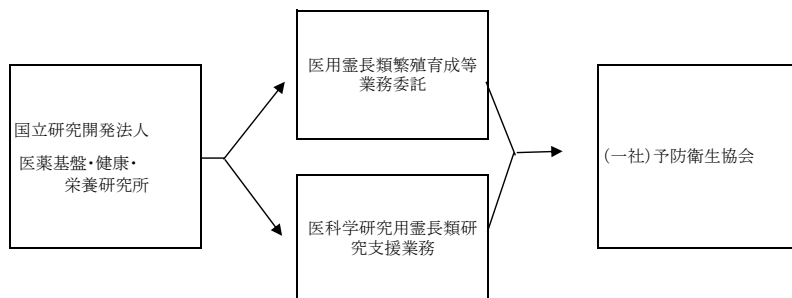 国立研究開発法人
医薬基盤・健康・
栄養研究所
医用霊長類繁殖育成等
業務委託
医科学研究用霊長類研
究支援業務
(一社)予防衛生協会